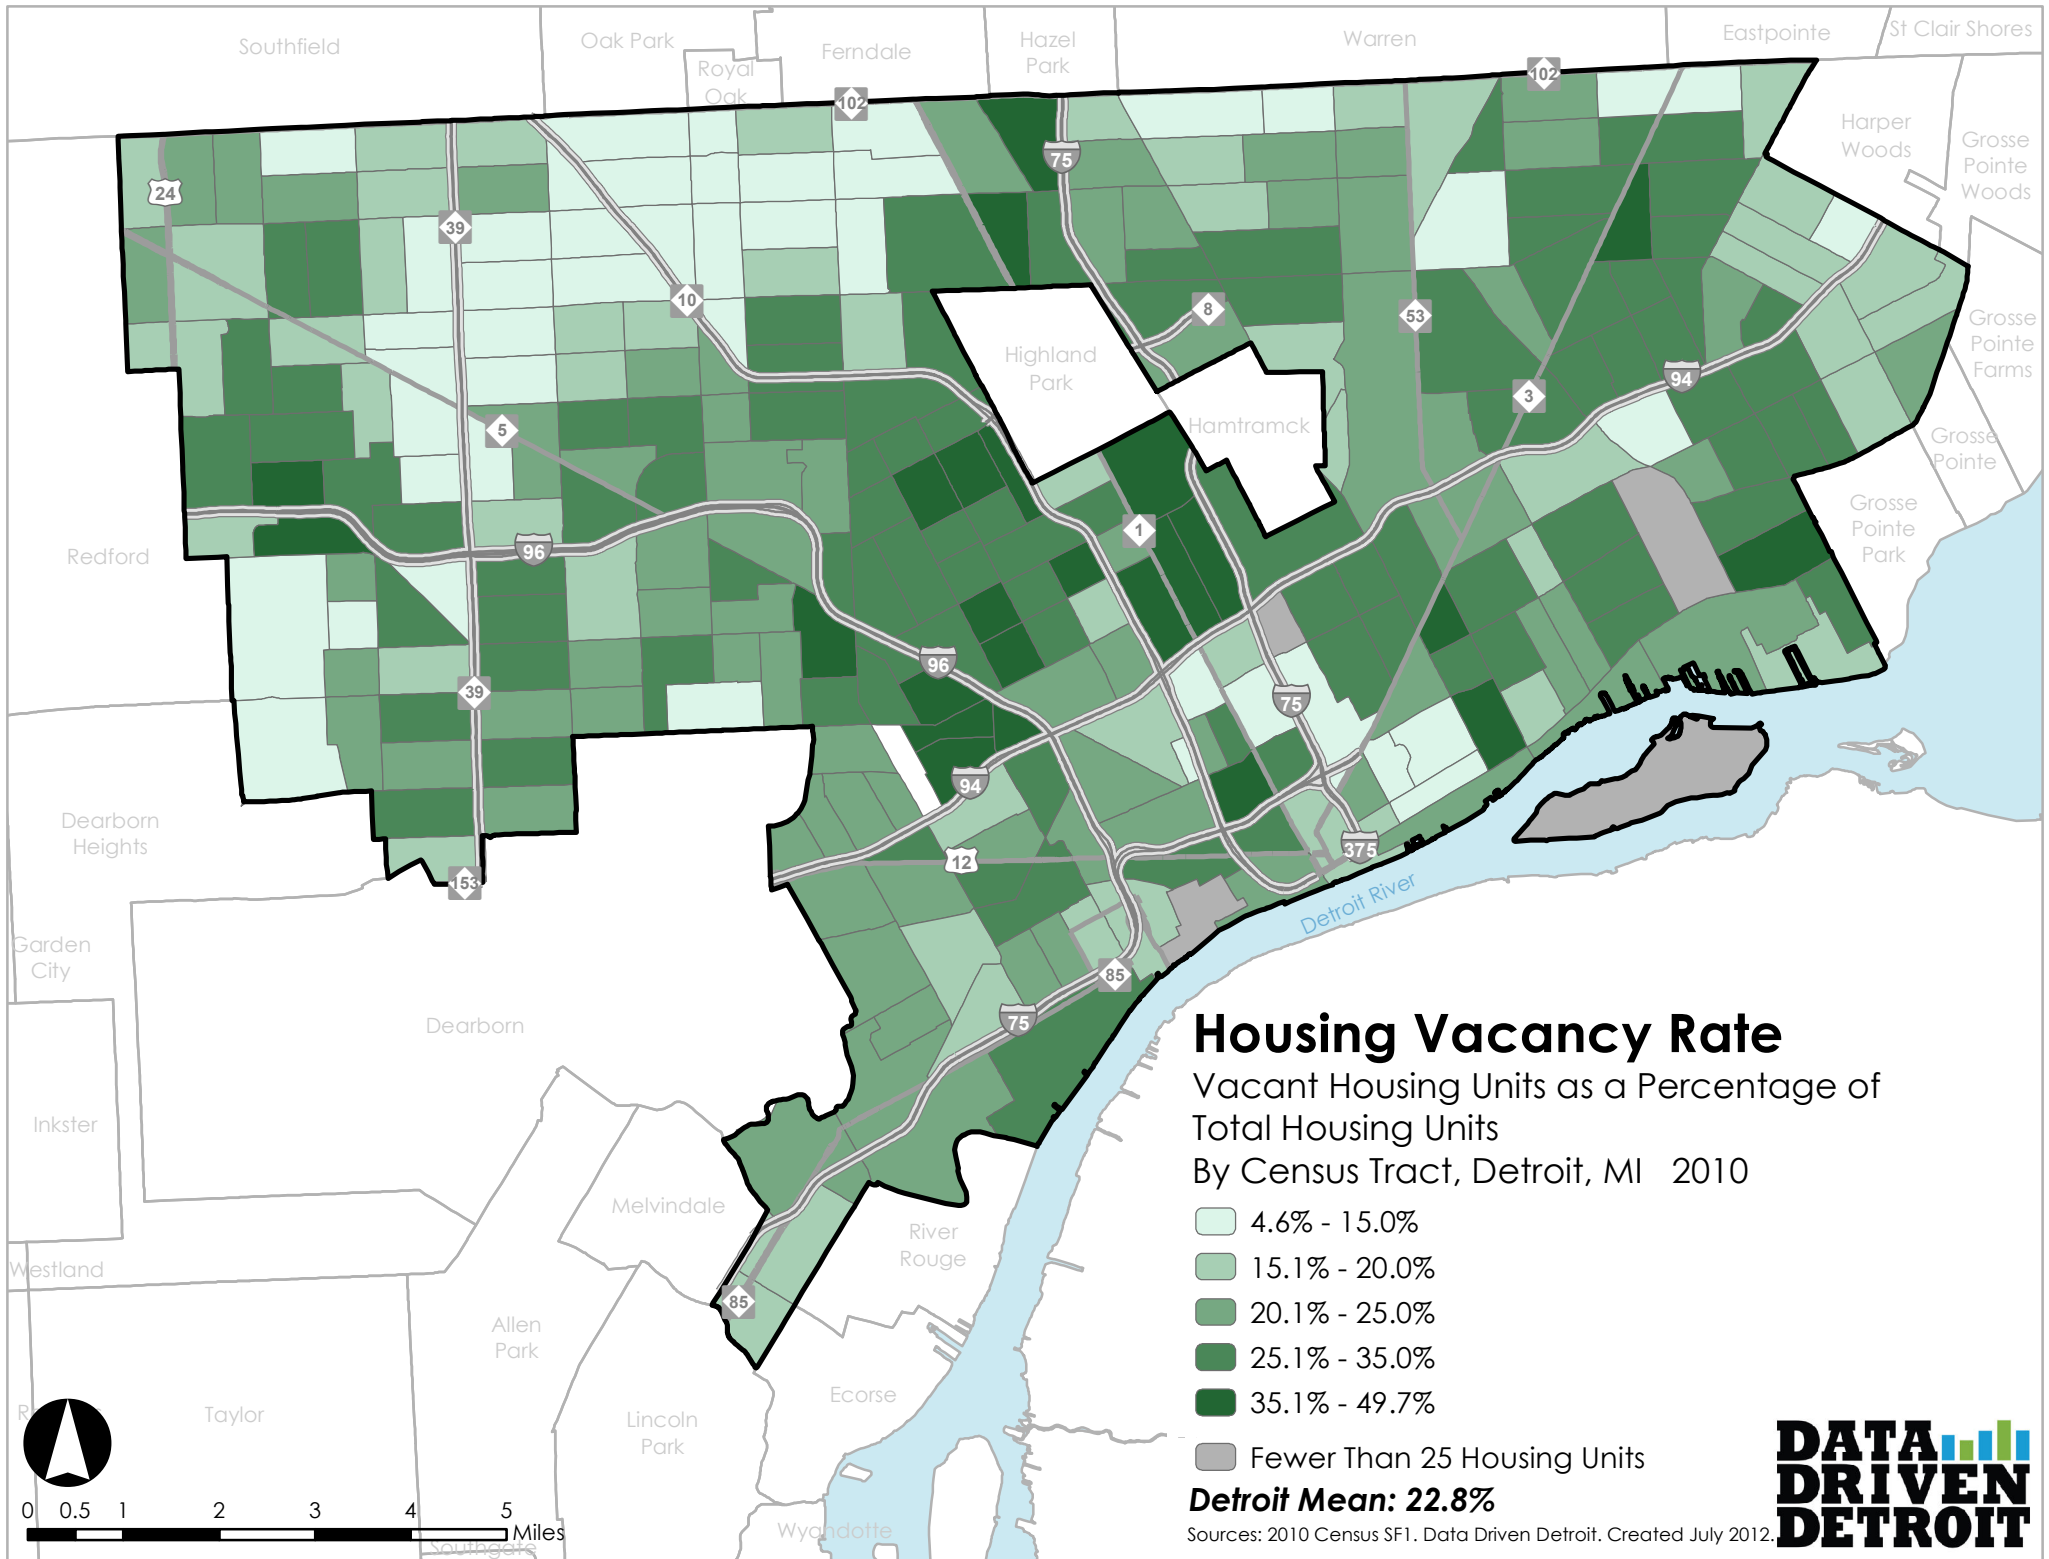 Southfield
Oak Park
Royal
Oak
Ferndale
Hazel
Park
Warren
Eastpointe
St Clair Shores
102
102
Harper
Woods
Grosse
Pointe
Woods
24
75
39
10
8
53
Highland
Park
Grosse
Pointe
Farms
94
3
5
Hamtramck
Grosse
Pointe
1
Grosse
Pointe
Park
Redford
96
96
39
75
94
Dearborn
Heights
12
375
153
Detroit River
Garden
City
85
Dearborn
75
Inkster
Melvindale
River
Rouge
Westland
85
Allen
Park
Ecorse
Taylor
Lincoln
Park
Wyandotte
Southgate
Housing Vacancy Rate
Vacant Housing Units as a Percentage of
Total Housing Units
By Census Tract, Detroit, MI 2010
4.6% - 15.0%
15.1% - 20.0%
20.1% - 25.0%
25.1% - 35.0%
35.1% - 49.7%
Fewer Than 25 Housing Units
Detroit Mean: 22.8%
Sources: 2010 Census SF1. Data Driven Detroit. Created July 2012.
0 0.5 1 2 3 4 5
Miles
DATA
DRIVEN
DETROIT